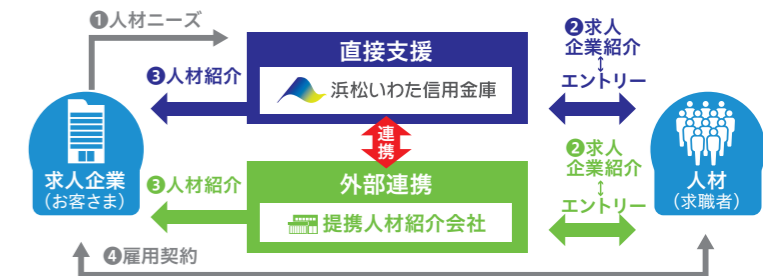 ❶人材ニーズ
直接支援
浜松いわた信用金庫
❸人材紹介
❷求人
企業紹介
↕
エントリー
連
携
求人企業
(お客さま)
❸人材紹介
外部連携
提携人材紹介会社
❷求人
企業紹介
↕
エントリー
人材
(求職者)
❹雇用契約